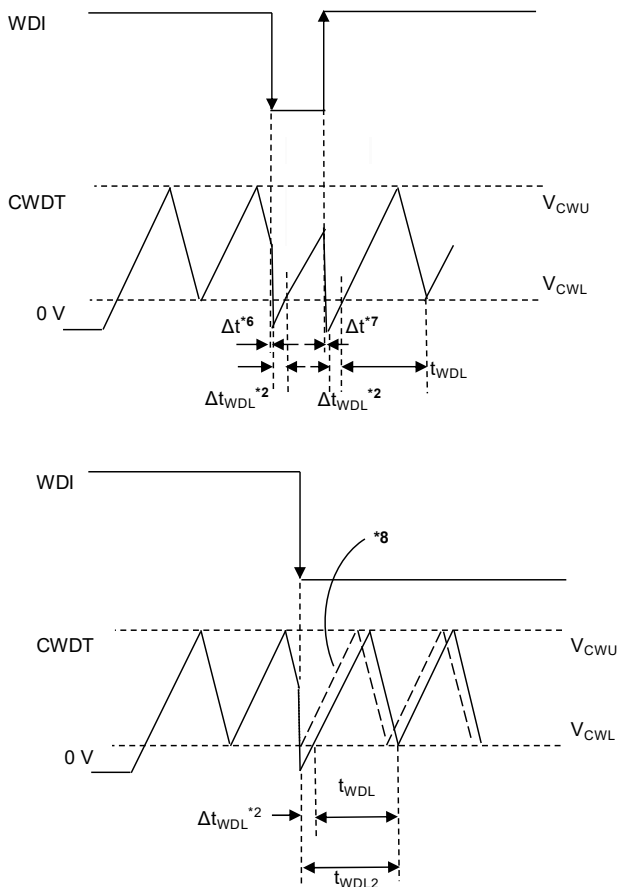 WDI
CWDT
V_CWU
V_CWL
0 V
Δt*6
Δt*7
t_WDL
Δt_WDL*2
Δt_WDL*2
WDI
*8
CWDT
V_CWU
V_CWL
0 V
t_WDL
Δt_WDL*2
t_WDL2